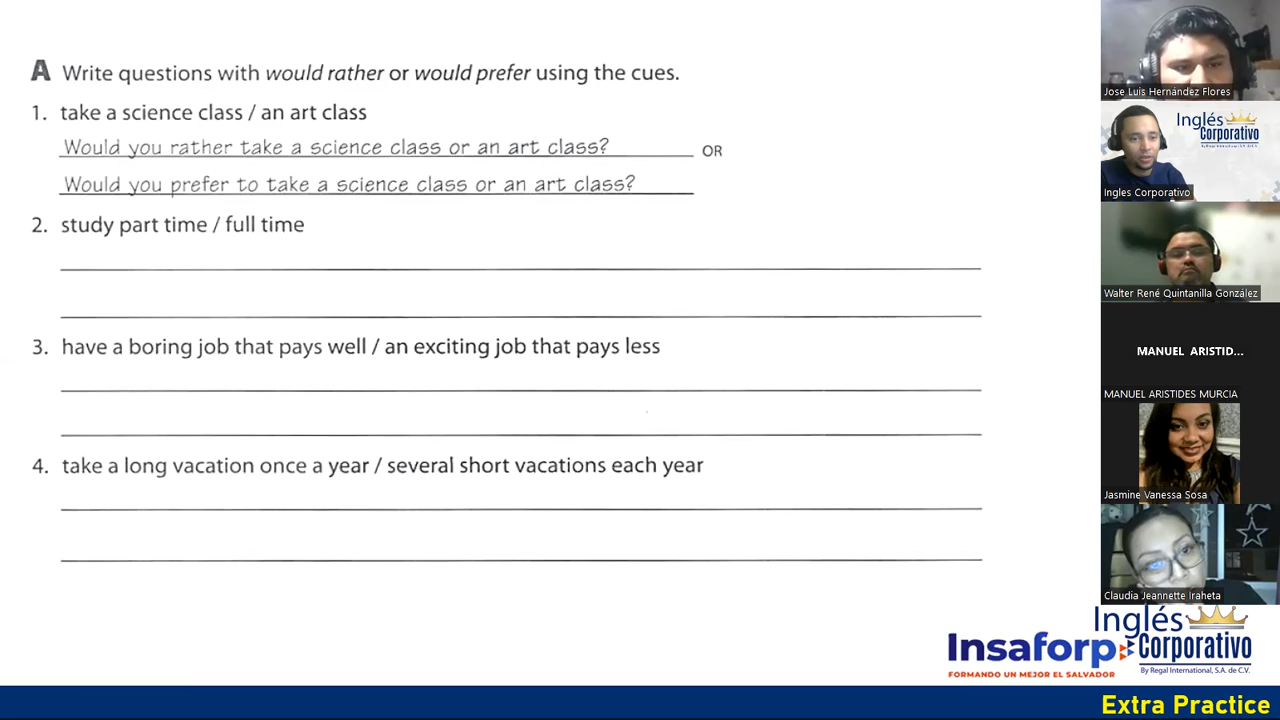 A Write questions with would rather or would prefer using the cues.
1. take a science class / an art class
Would you rather take a science class or an art class? OR
Would you prefer to take a science class or an art class?
2. study part time / full time
3. have a boring job that pays well / an exciting job that pays less
4. take a long vacation once a year / several short vacations each year
Jose Luis Hernández Flores
Inglés
Corporativo
By Regal International, S.A. de C.V.
Ingles Corporativo
Walter René Quintanilla González
MANUEL ARISTID...
MANUEL ARISTIDES MURCIA
Jasmine Vanessa Sosa
Claudia Jeannette Iraheta
Insaforp
FORMANDO UN MEJOR EL SALVADOR
Inglés
Corporativo
By Regal International, S.A. de C.V.
Extra Practice